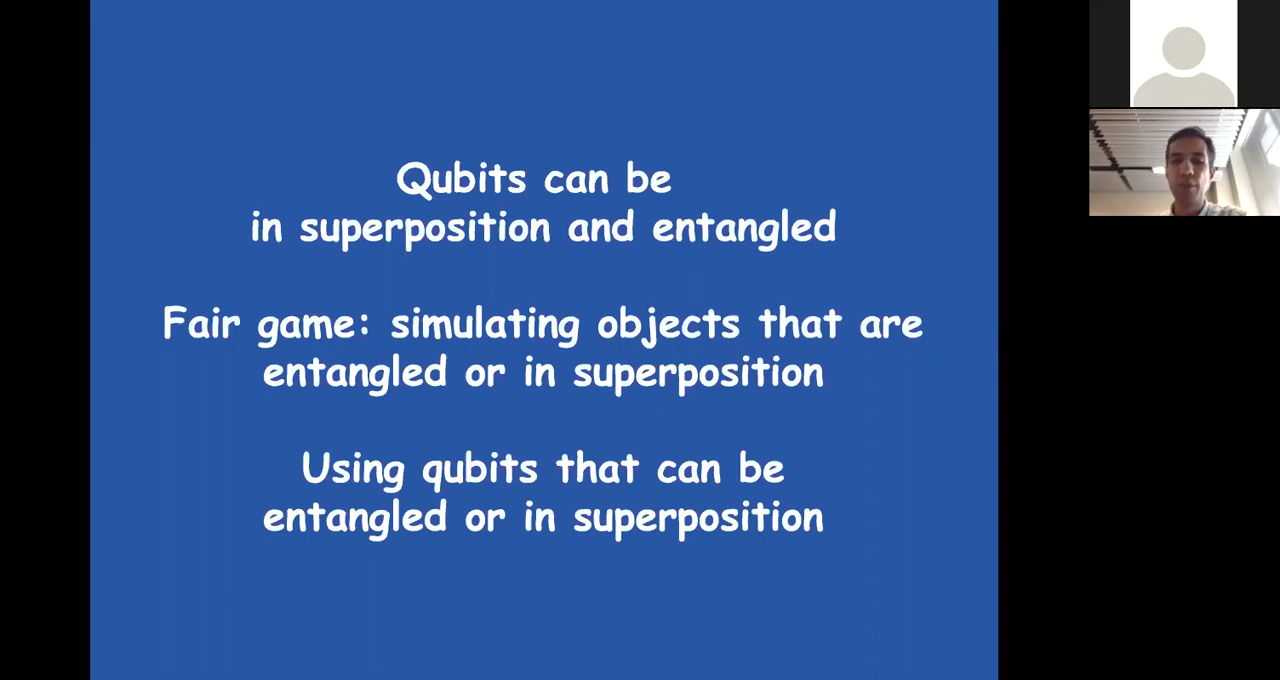 Qubits can be
in superposition and entangled
Fair game: simulating objects that are
entangled or in superposition
Using qubits that can be
entangled or in superposition